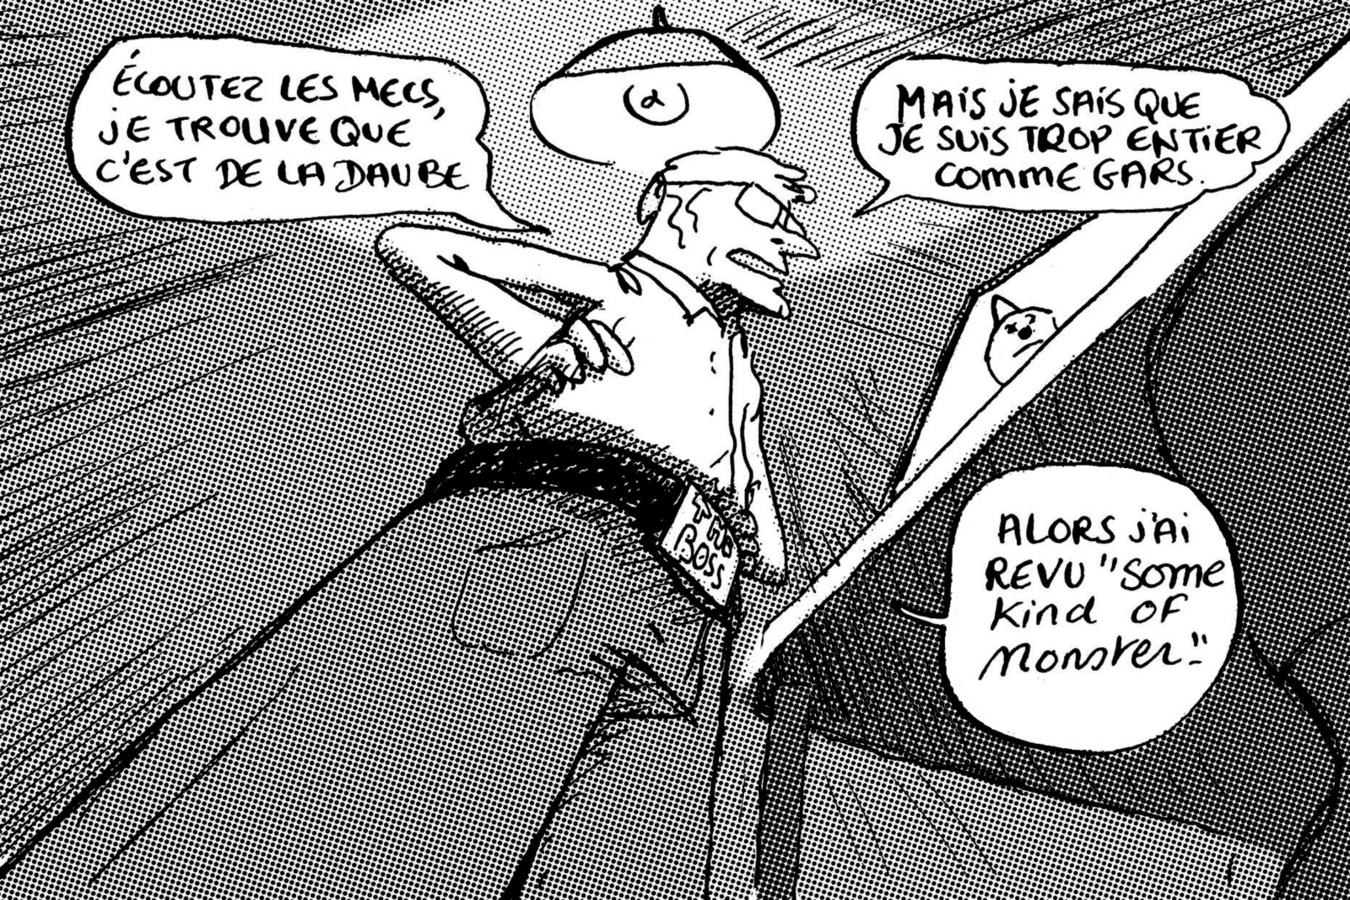 ÉCOUTEZ LES MECS,
JE TROUVE QUE
C'EST DE LA DAUBE
MAIS JE SAIS QUE
JE SUIS TROP ENTIER
COMME GARS.
THE
BOSS
ALORS J'AI
REVU "Some
Kind OF
Monster."